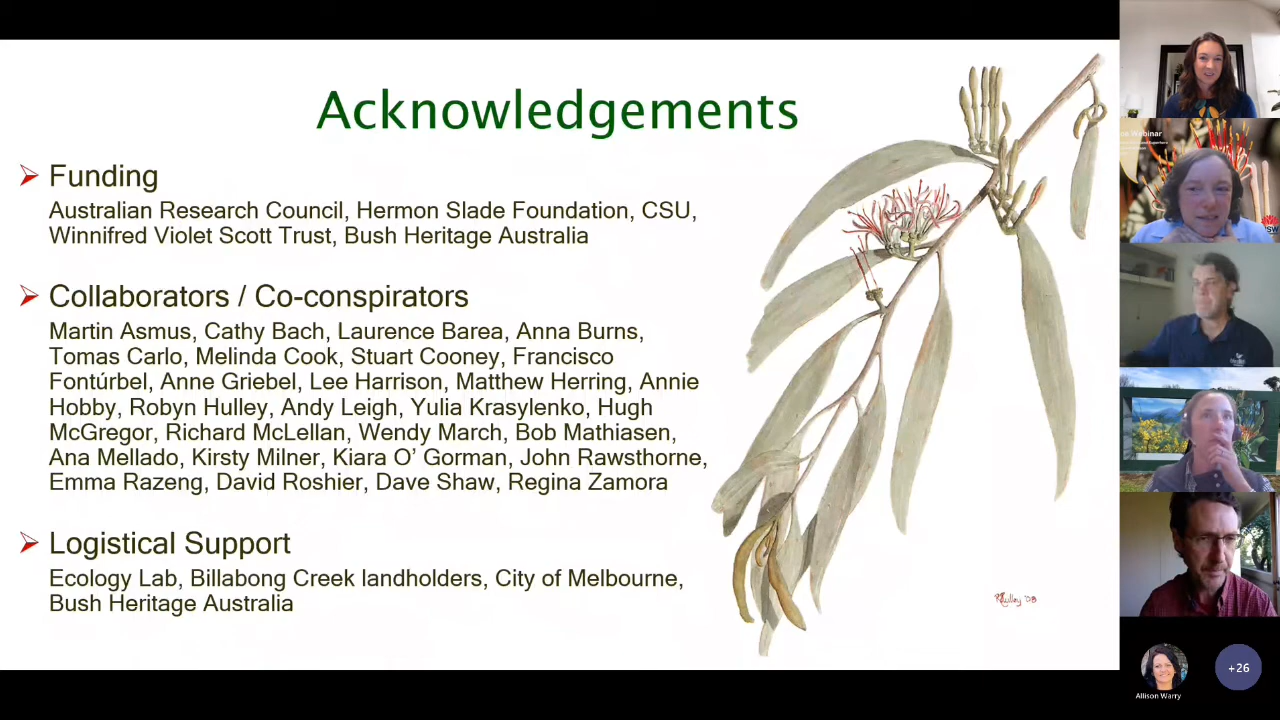 Acknowledgements
➢ Funding
Australian Research Council, Hermon Slade Foundation, CSU,
Winnifred Violet Scott Trust, Bush Heritage Australia
➢ Collaborators / Co-conspirators
Martin Asmus, Cathy Bach, Laurence Barea, Anna Burns,
Tomas Carlo, Melinda Cook, Stuart Cooney, Francisco
Fontúrbel, Anne Griebel, Lee Harrison, Matthew Herring, Annie
Hobby, Robyn Hulley, Andy Leigh, Yulia Krasylenko, Hugh
McGregor, Richard McLellan, Wendy March, Bob Mathiasen,
Ana Mellado, Kirsty Milner, Kiara O’ Gorman, John Rawsthorne,
Emma Razeng, David Roshier, Dave Shaw, Regina Zamora
➢ Logistical Support
Ecology Lab, Billabong Creek landholders, City of Melbourne,
Bush Heritage Australia
RHulley '08
Webinar
Allison Warry
+26